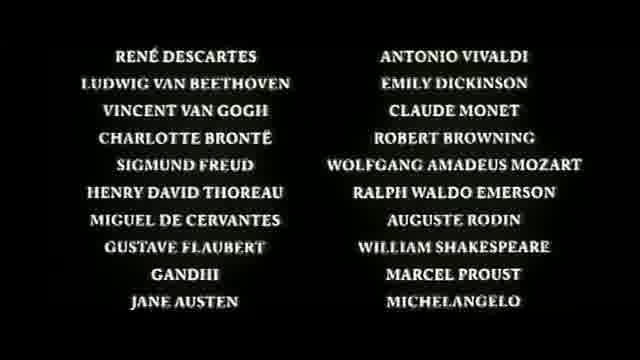 RENÉ DESCARTES
LUDWIG VAN BEETHOVEN
VINCENT VAN GOGH
CHARLOTTE BRONTË
SIGMUND FREUD
HENRY DAVID THOREAU
MIGUEL DE CERVANTES
GUSTAVE FLAUBERT
GANDHI
JANE AUSTEN
ANTONIO VIVALDI
EMILY DICKINSON
CLAUDE MONET
ROBERT BROWNING
WOLFGANG AMADEUS MOZART
RALPH WALDO EMERSON
AUGUSTE RODIN
WILLIAM SHAKESPEARE
MARCEL PROUST
MICHELANGELO